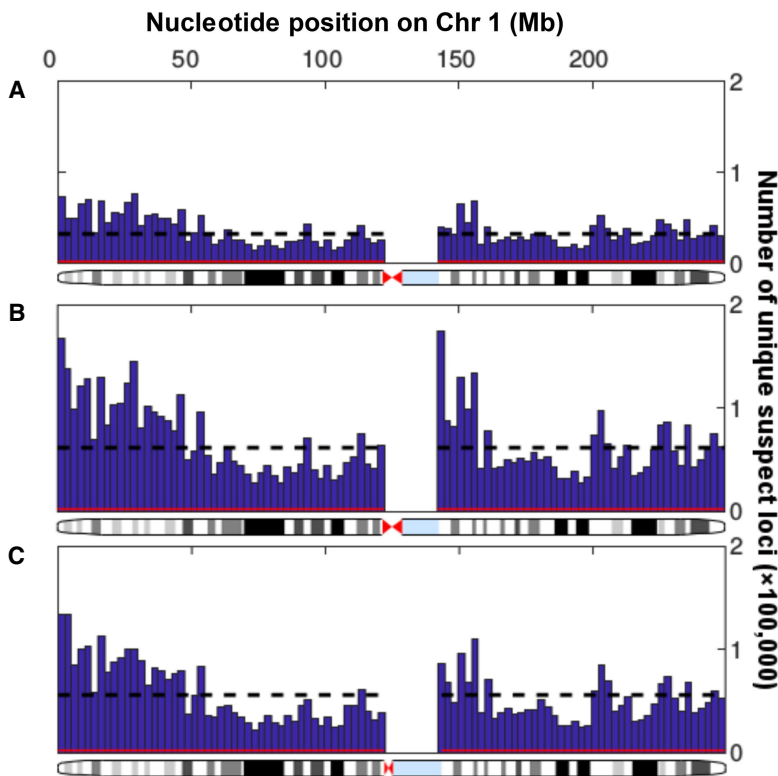 Nucleotide position on Chr 1 (Mb)
0 50 100 150 200
A
2
1
0
B
2
1
0
C
2
1
0
Number of unique suspect loci (×100,000)